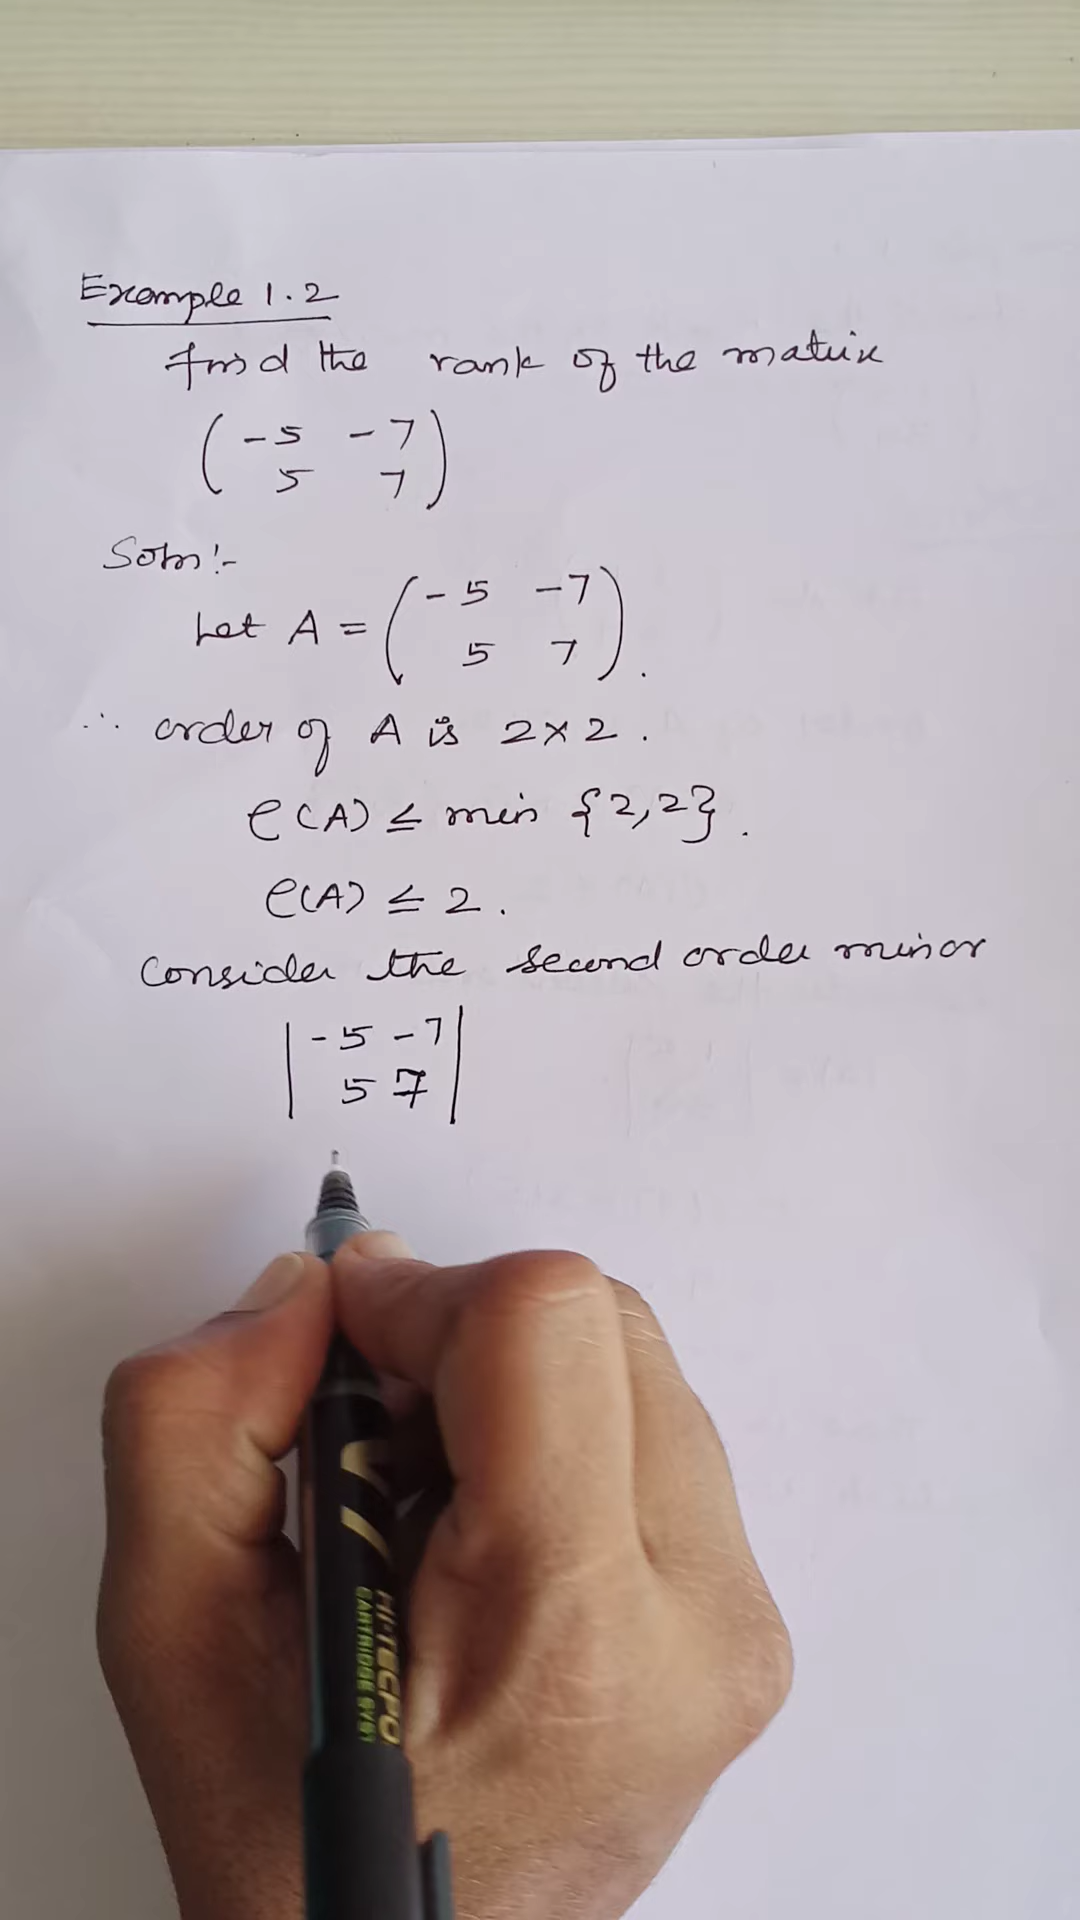 Example 1.2
find the rank of the matrix
( -5 -7
5 7 )
Soln:-
Let A = ( -5 -7
5 7 ).
∴ order of A is 2×2.
ρ(A) ≤ min {2,2}.
ρ(A) ≤ 2.
Consider the second order minor
| -5 -7 |
| 5 7 |
V7
HI-TECPO
CARTRIDGE SYST